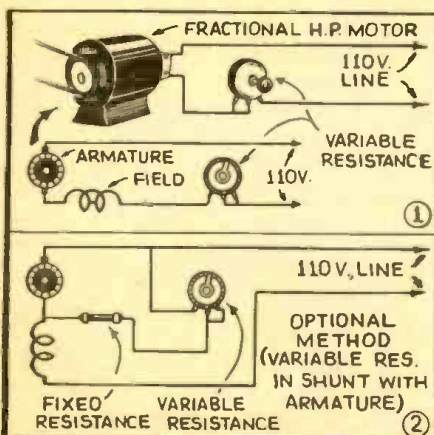 FRACTIONAL H.P. MOTOR
110V.
LINE
ARMATURE
FIELD
110V.
VARIABLE
RESISTANCE
①
110 V., LINE
OPTIONAL
METHOD
(VARIABLE RES.
IN SHUNT WITH
ARMATURE)
FIXED
RESISTANCE
VARIABLE
RESISTANCE
②